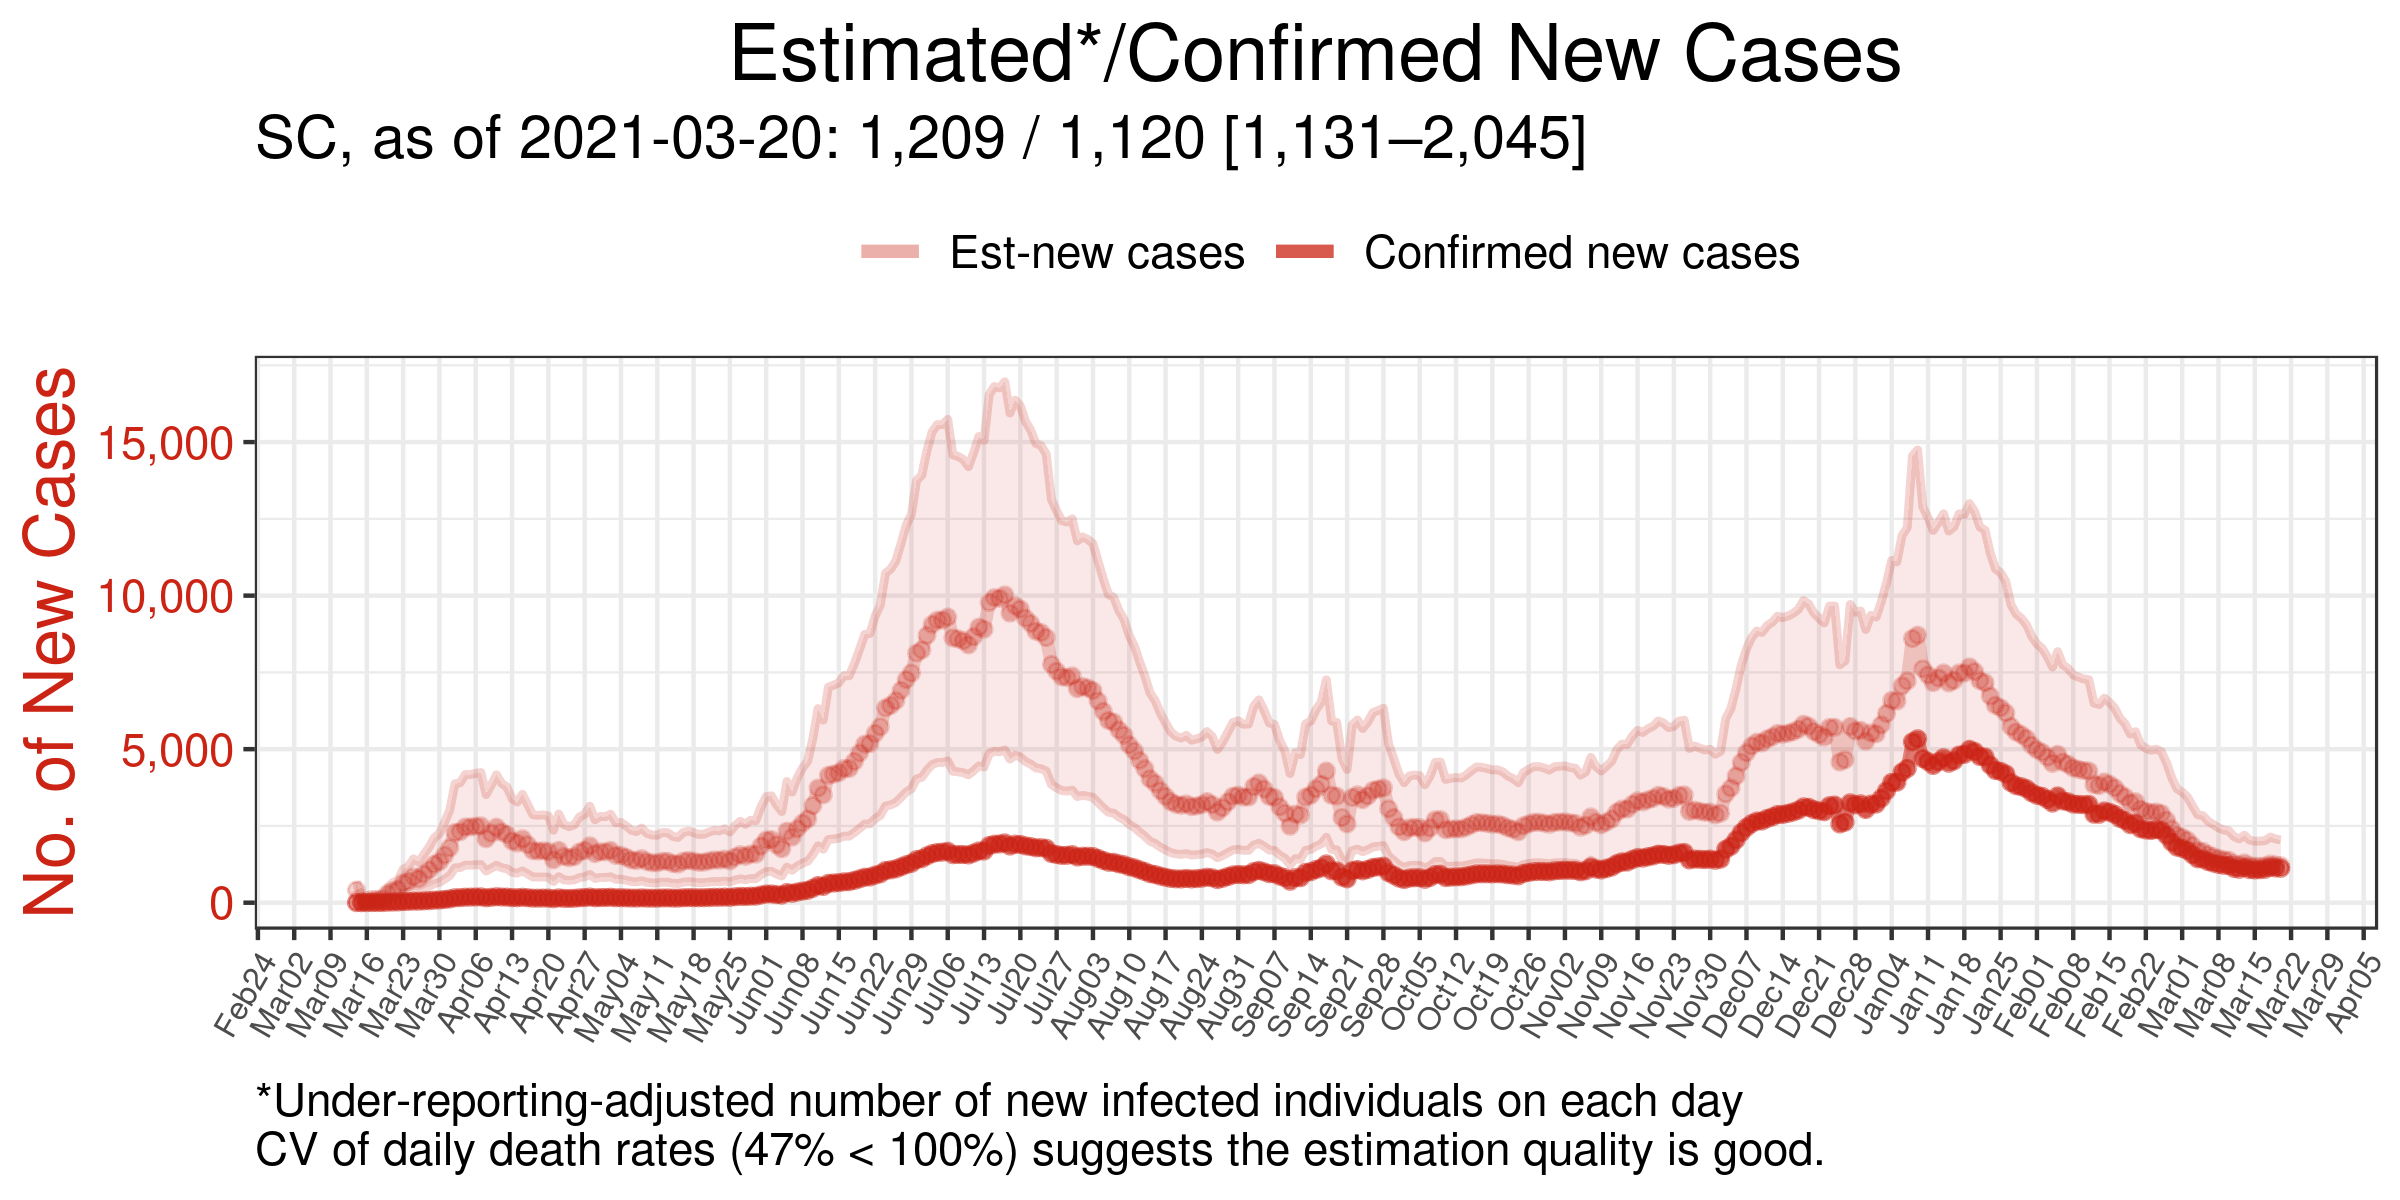 Estimated*/Confirmed New Cases
SC, as of 2021-03-20: 1,209 / 1,120 [1,131–2,045]
Est-new cases
Confirmed new cases
No. of New Cases
15,000
10,000
5,000
0
Feb24
Mar02
Mar09
Mar16
Mar23
Mar30
Apr06
Apr13
Apr20
Apr27
May04
May11
May18
May25
Jun01
Jun08
Jun15
Jun22
Jun29
Jul06
Jul13
Jul20
Jul27
Aug03
Aug10
Aug17
Aug24
Aug31
Sep07
Sep14
Sep21
Sep28
Oct05
Oct12
Oct19
Oct26
Nov02
Nov09
Nov16
Nov23
Nov30
Dec07
Dec14
Dec21
Dec28
Jan04
Jan11
Jan18
Jan25
Feb01
Feb08
Feb15
Feb22
Mar01
Mar08
Mar15
Mar22
Mar29
Apr05
*Under-reporting-adjusted number of new infected individuals on each day
CV of daily death rates (47% < 100%) suggests the estimation quality is good.